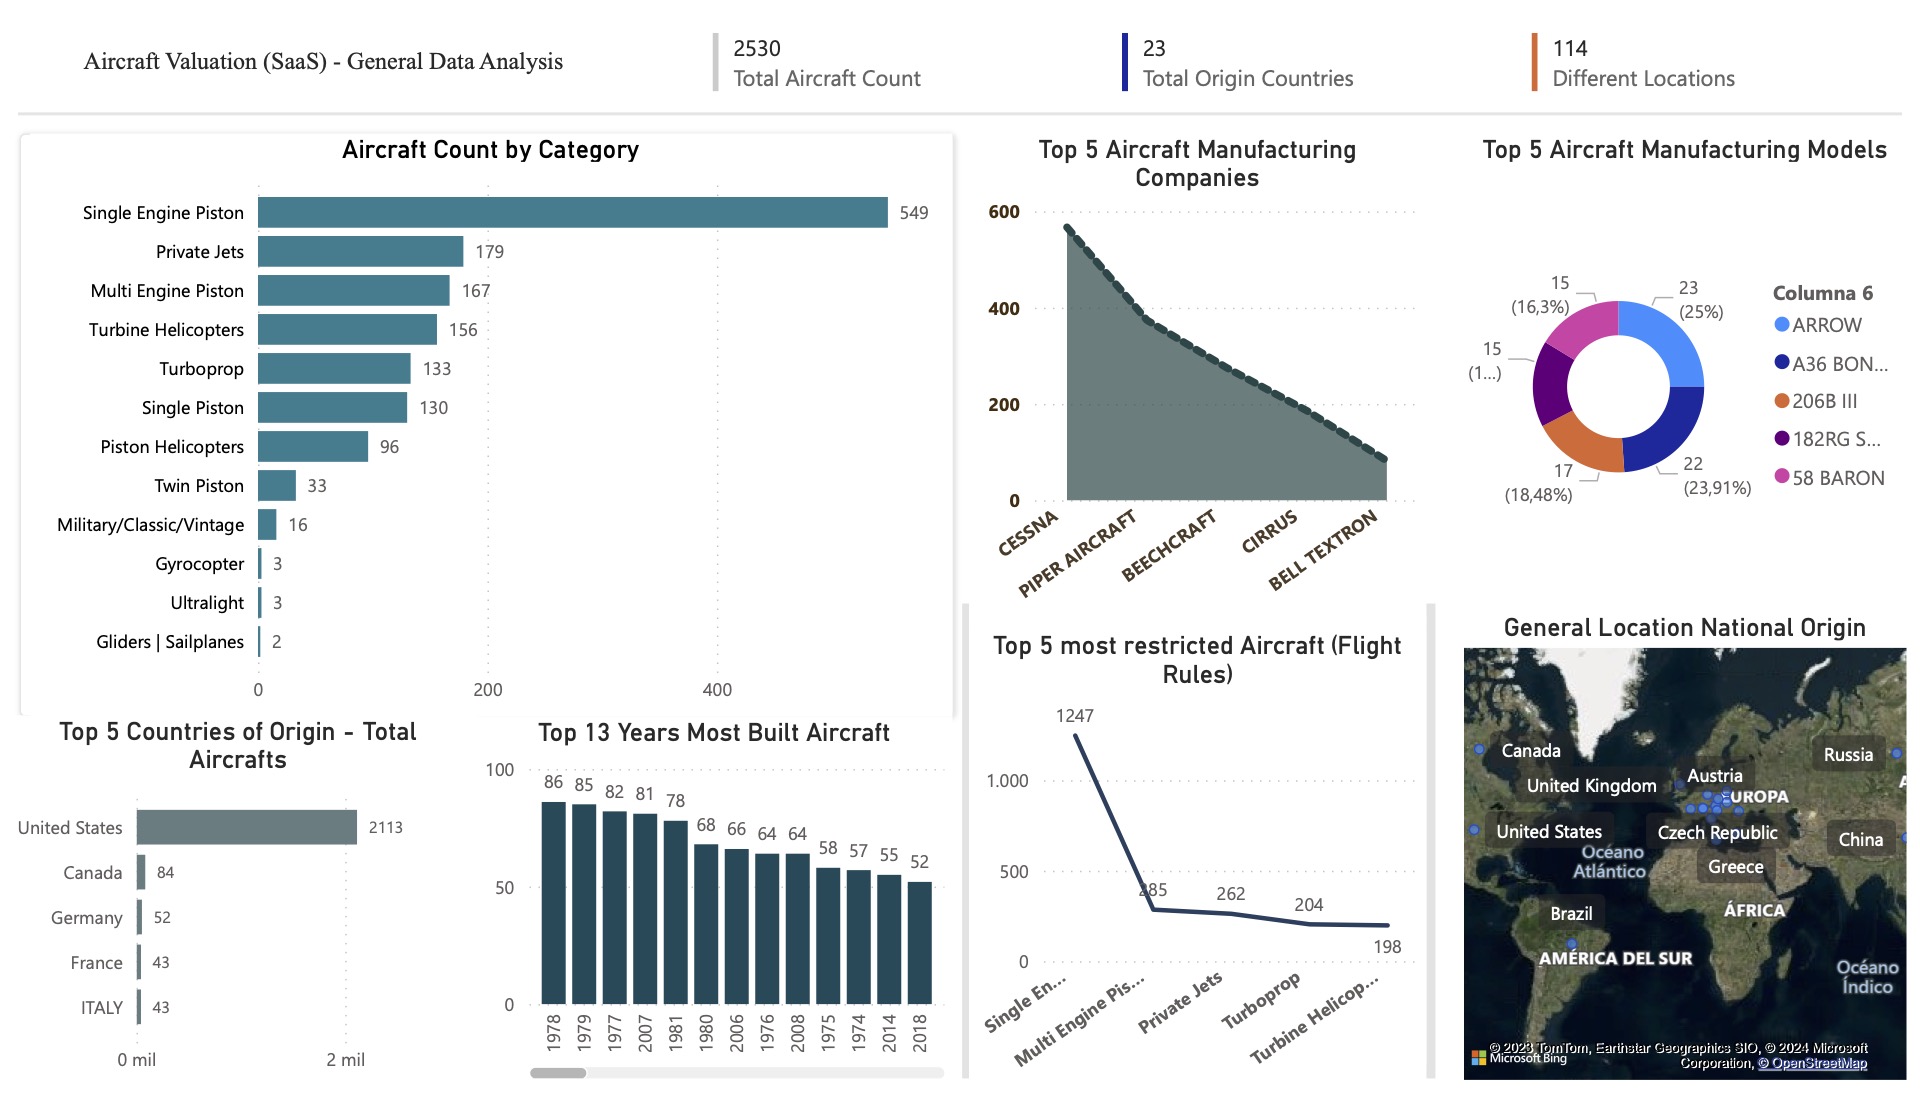 Aircraft Valuation (SaaS) - General Data Analysis
2530
Total Aircraft Count
23
Total Origin Countries
114
Different Locations
Aircraft Count by Category
Single Engine Piston
549
Private Jets
179
Multi Engine Piston
167
Turbine Helicopters
156
Turboprop
133
Single Piston
130
Piston Helicopters
96
Twin Piston
33
Military/Classic/Vintage
16
Gyrocopter
3
Ultralight
3
Gliders | Sailplanes
2
0
200
400
Top 5 Aircraft Manufacturing
Companies
600
400
200
0
CESSNA
PIPER AIRCRAFT
BEECHCRAFT
CIRRUS
BELL TEXTRON
Top 5 Aircraft Manufacturing Models
15
(16,3%)
23
(25%)
15
(1...)
17
(18,48%)
22
(23,91%)
Columna 6
ARROW
A36 BON...
206B III
182RG S...
58 BARON
Top 5 Countries of Origin - Total
Aircrafts
United States
2113
Canada
84
Germany
52
France
43
ITALY
43
0 mil
2 mil
Top 13 Years Most Built Aircraft
100
50
0
86
85
82
81
78
68
66
64
64
58
57
55
52
1978
1979
1977
2007
1981
1980
2006
1976
2008
1975
1974
2014
2018
Top 5 most restricted Aircraft (Flight
Rules)
1247
1.000
500
0
285
262
204
198
Single En...
Multi Engine Pis...
Private Jets
Turboprop
Turbine Helicop...
General Location National Origin
Canada
Russia
Austria
United Kingdom
EUROPA
United States
Czech Republic
China
Océano
Atlántico
Greece
Brazil
ÁFRICA
AMÉRICA DEL SUR
Océano
Índico
Microsoft Bing
© 2023 TomTom, Earthstar Geographics SIO, © 2024 Microsoft
Corporation, © OpenStreetMap